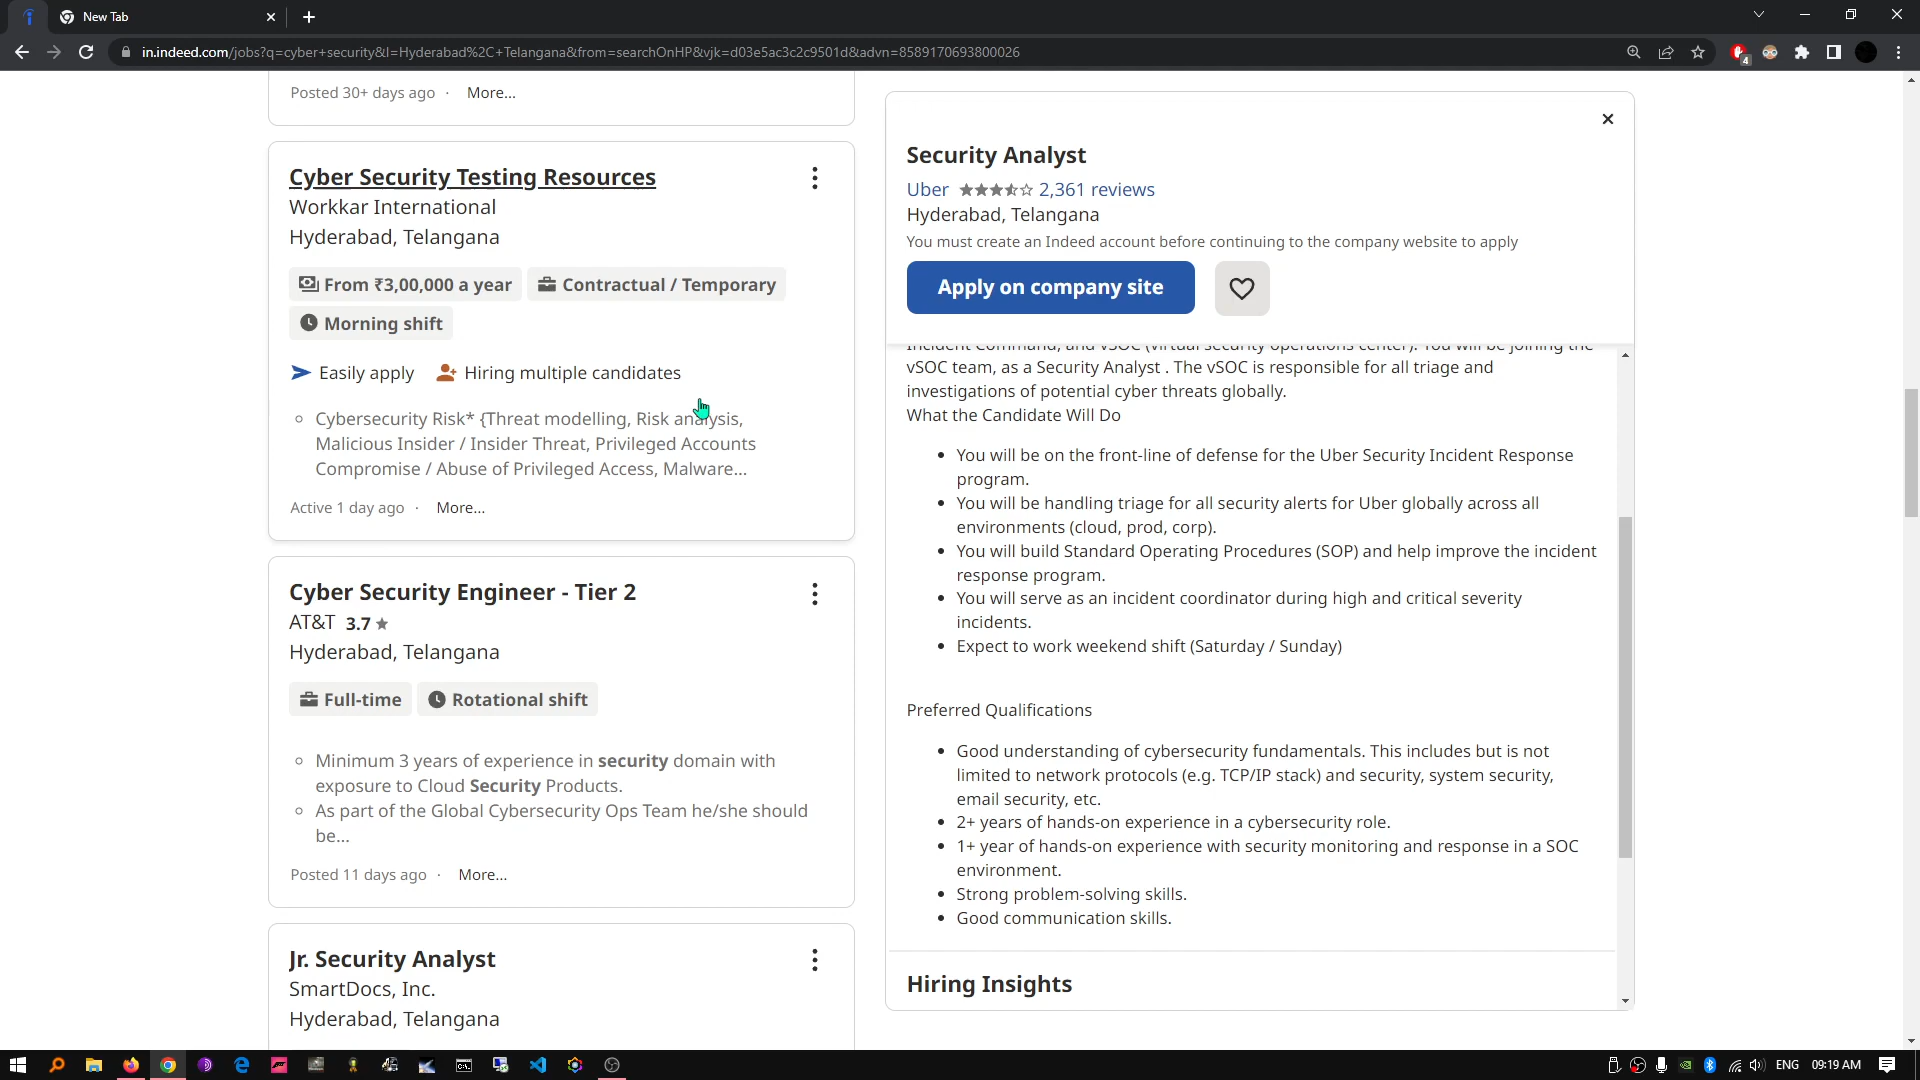 New Tab
in.indeed.com/jobs?q=cyber+security&l=Hyderabad%2C+Telangana&from=searchOnHP&vjk=d03e5ac3c2c9501d&advn=8589170693800026
4
Posted 30+ days ago · More...
Cyber Security Testing Resources
Workkar International
Hyderabad, Telangana
From ₹3,00,000 a year
Contractual / Temporary
Morning shift
Easily apply
Hiring multiple candidates
Cybersecurity Risk* {Threat modelling, Risk analysis,
Malicious Insider / Insider Threat, Privileged Accounts
Compromise / Abuse of Privileged Access, Malware...
Active 1 day ago · More...
Cyber Security Engineer - Tier 2
AT&T 3.7
Hyderabad, Telangana
Full-time
Rotational shift
Minimum 3 years of experience in security domain with
exposure to Cloud Security Products.
As part of the Global Cybersecurity Ops Team he/she should
be...
Posted 11 days ago · More...
Jr. Security Analyst
SmartDocs, Inc.
Hyderabad, Telangana
Security Analyst
Uber 2,361 reviews
Hyderabad, Telangana
You must create an Indeed account before continuing to the company website to apply
Apply on company site
Incident Command, and vSOC (virtual security operations center). You will be joining the
vSOC team, as a Security Analyst . The vSOC is responsible for all triage and
investigations of potential cyber threats globally.
What the Candidate Will Do
You will be on the front-line of defense for the Uber Security Incident Response
program.
You will be handling triage for all security alerts for Uber globally across all
environments (cloud, prod, corp).
You will build Standard Operating Procedures (SOP) and help improve the incident
response program.
You will serve as an incident coordinator during high and critical severity
incidents.
Expect to work weekend shift (Saturday / Sunday)
Preferred Qualifications
Good understanding of cybersecurity fundamentals. This includes but is not
limited to network protocols (e.g. TCP/IP stack) and security, system security,
email security, etc.
2+ years of hands-on experience in a cybersecurity role.
1+ year of hands-on experience with security monitoring and response in a SOC
environment.
Strong problem-solving skills.
Good communication skills.
Hiring Insights
ENG
09:19 AM